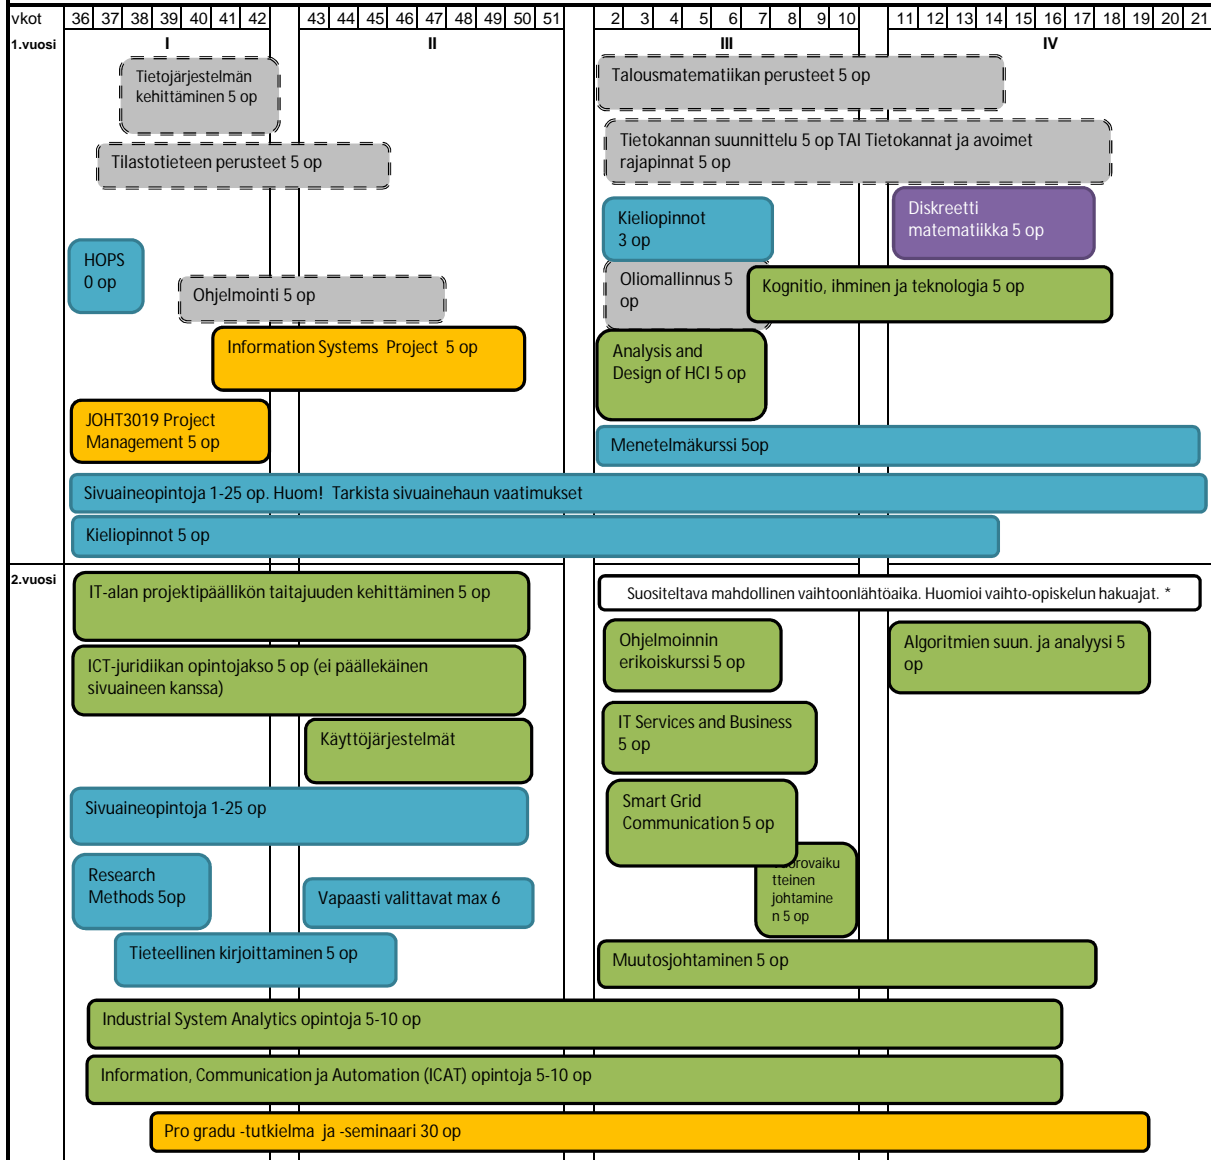 vkot 36 37 38 39 40 41 42 43 44 45 46 47 48 49 50 51 2 3 4 5 6 7 8 9 10 11 12 13 14 15 16 17 18 19 20 21
1.vuosi I II III IV
Tietojärjestelmän
kehittäminen 5 op
Talousmatematiikan perusteet 5 op
Tietokannan suunnittelu 5 op TAI Tietokannat ja avoimet
rajapinnat 5 op
Tilastotieteen perusteet 5 op
Kieliopinnot
3 op
Diskreetti
matematiikka 5 op
HOPS
0 op
Ohjelmointi 5 op
Oliomallinnus 5
op
Kognitio, ihminen ja teknologia 5 op
Information Systems Project 5 op
Analysis and
Design of HCI 5 op
JOHT3019 Project
Management 5 op
Menetelmäkurssi 5op
Sivuaineopintoja 1-25 op. Huom! Tarkista sivuainehaun vaatimukset
Kieliopinnot 5 op
2.vuosi
IT-alan projektipäällikön taitajuuden kehittäminen 5 op
Suositeltava mahdollinen vaihtoonlähtöaika. Huomioi vaihto-opiskelun hakuajat. *
Ohjelmoinnin
erikoiskurssi 5 op
Algoritmien suun. ja analyysi 5
op
ICT-juridiikan opintojakso 5 op (ei päällekäinen
sivuaineen kanssa)
IT Services and Business
5 op
Käyttöjärjestelmät
Sivuaineopintoja 1-25 op
Smart Grid
Communication 5 op
Research
Methods 5op
Vapaasti valittavat max 6
tteinen
johtamine
n 5 op
Tieteellinen kirjoittaminen 5 op
Muutosjohtaminen 5 op
Industrial System Analytics opintoja 5-10 op
Information, Communication ja Automation (ICAT) opintoja 5-10 op
Pro gradu -tutkielma ja -seminaari 30 op